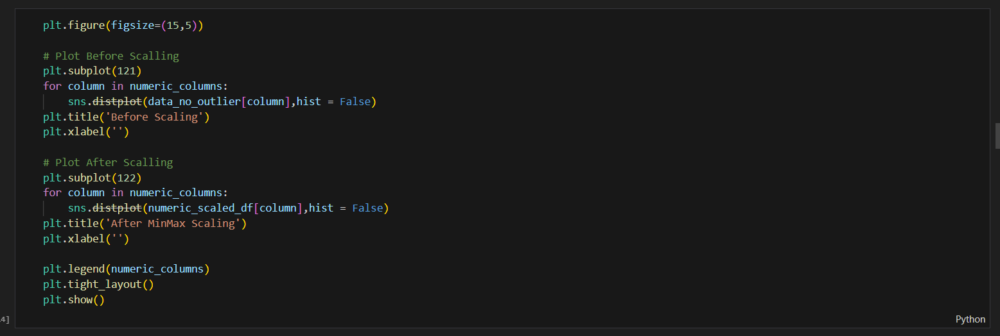 plt.figure(figsize=(15,5))
# Plot Before Scalling
plt.subplot(121)
for column in numeric_columns:
    sns.distplot(data_no_outlier[column],hist = False)
plt.title('Before Scaling')
plt.xlabel('')
# Plot After Scalling
plt.subplot(122)
for column in numeric_columns:
    sns.distplot(numeric_scaled_df[column],hist = False)
plt.title('After MinMax Scaling')
plt.xlabel('')
plt.legend(numeric_columns)
plt.tight_layout()
plt.show()
4]
Python